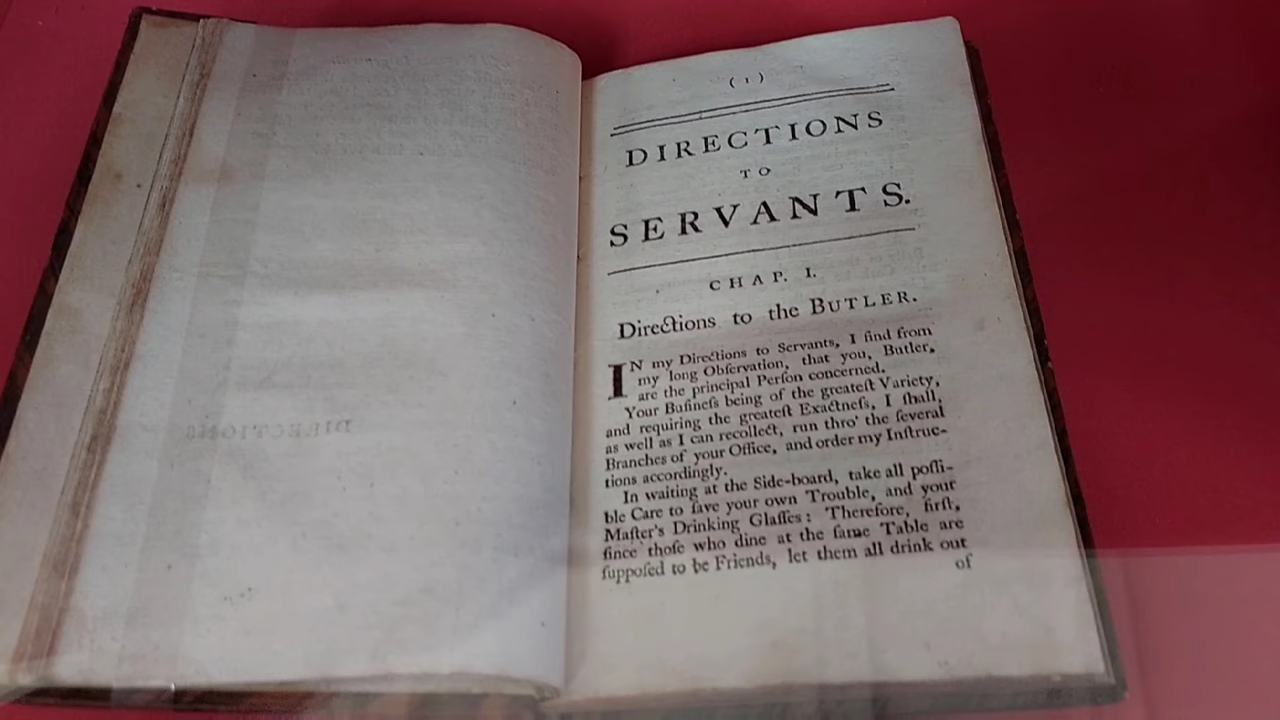 ( 1 )
DIRECTIONS
TO
SERVANTS.
CHAP. I.
Directions to the BUTLER.
IN my Directions to Servants, I find from
my long Obſervation, that you, Butler,
are the principal Perſon concerned.
Your Buſineſs being of the greateſt Variety,
and requiring the greateſt Exactneſs, I ſhall,
as well as I can recollect, run thro' the ſeveral
Branches of your Office, and order my Inſtruc-
tions accordingly.
In waiting at the Side-board, take all poſſi-
ble Care to ſave your own Trouble, and your
Maſter's Drinking Glaſſes: Therefore, firſt,
ſince thoſe who dine at the ſame Table are
ſuppoſed to be Friends, let them all drink out
of